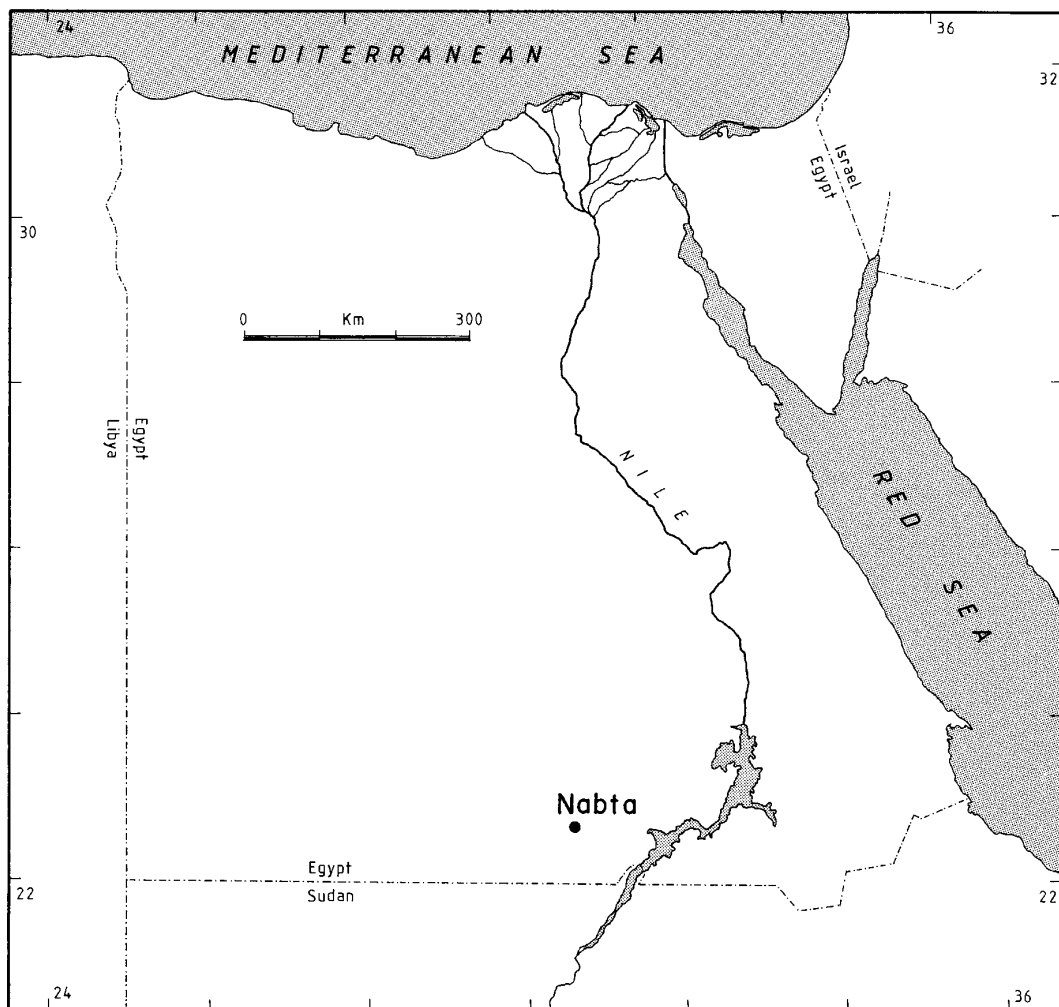 24
36
MEDITERRANEAN SEA
32
Israel
Egypt
30
0 Km 300
Egypt
Libya
NILE
RED SEA
Nabta
Egypt
22
Sudan
22
24
36